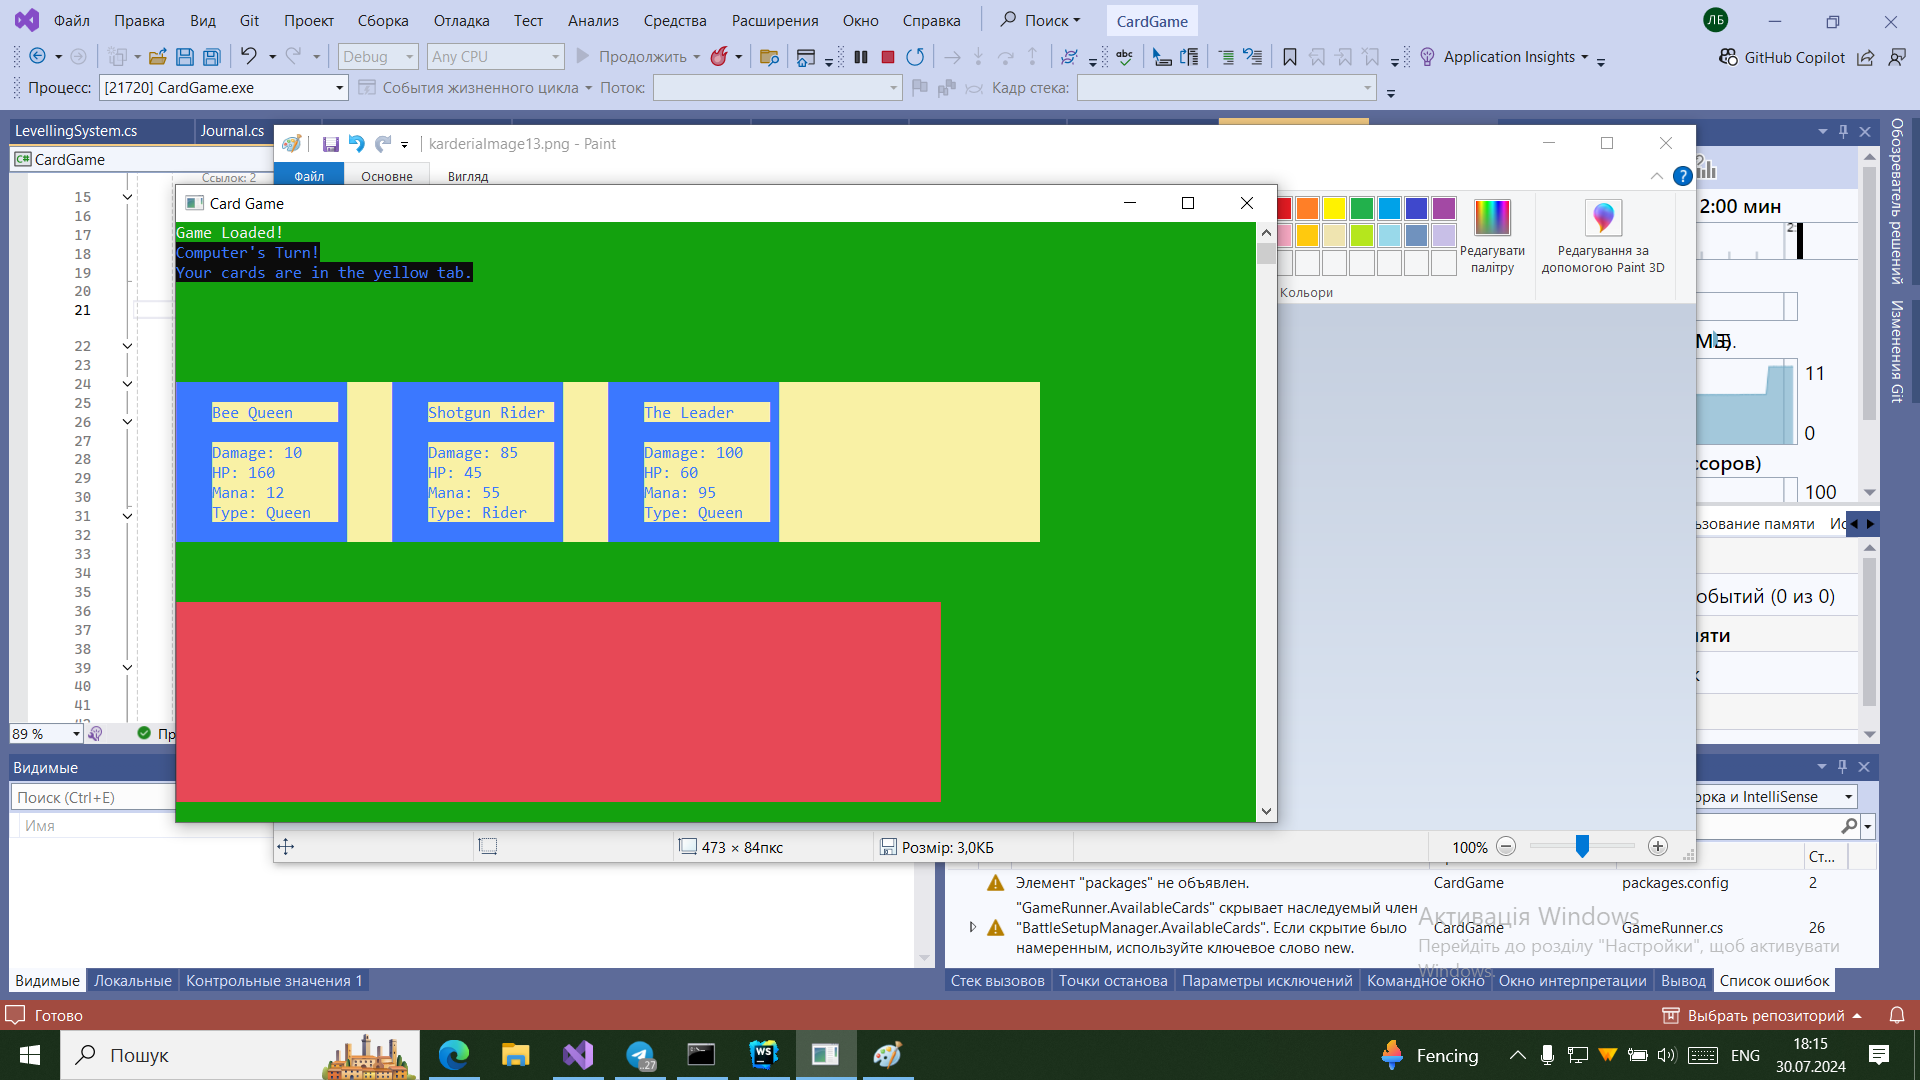 Файл Правка Вид Git Проект Сборка Отладка Тест Анализ Средства Расширения Окно Справка Поиск CardGame ЛБ
Debug Any CPU Продолжить Application Insights GitHub Copilot
Процесс: [21720] CardGame.exe События жизненного цикла Поток: Кадр стека:
LevellingSystem.cs Journal.cs
karderiaImage13.png - Paint
CardGame
Ссылок: 2
Файл Основне Вигляд
Card Game
Game Loaded!
Computer's Turn!
Your cards are in the yellow tab.
Bee Queen
Damage: 10
HP: 160
Mana: 12
Type: Queen
Shotgun Rider
Damage: 85
HP: 45
Mana: 55
Type: Rider
The Leader
Damage: 100
HP: 60
Mana: 95
Type: Queen
Редагувати палітру
Редагування за допомогою Paint 3D
Кольори
15
16
17
18
19
20
21
22
23
24
25
26
27
28
29
30
31
32
33
34
35
36
37
38
39
40
41
2:00 мин
11
0
ссоров)
100
ьзование памяти
обытий (0 из 0)
яти
Обозреватель решений
Изменения Git
89 %
473 × 84пкс
Розмір: 3,0КБ
100%
Видимые
Поиск (Ctrl+E)
Имя
орка и IntelliSense
Ст...
Элемент "packages" не объявлен. CardGame packages.config 2
"GameRunner.AvailableCards" скрывает наследуемый член
"BattleSetupManager.AvailableCards". Если скрытие было CardGame GameRunner.cs 26
намеренным, используйте ключевое слово new.
Активація Windows
Перейдіть до розділу "Настройки", щоб активувати
Windows.
Видимые Локальные Контрольные значения 1
Стек вызовов Точки останова Параметры исключений Командное окно Окно интерпретации Вывод Список ошибок
Готово
Выбрать репозиторий
Пошук
27
WS
Fencing
ENG
18:15
30.07.2024